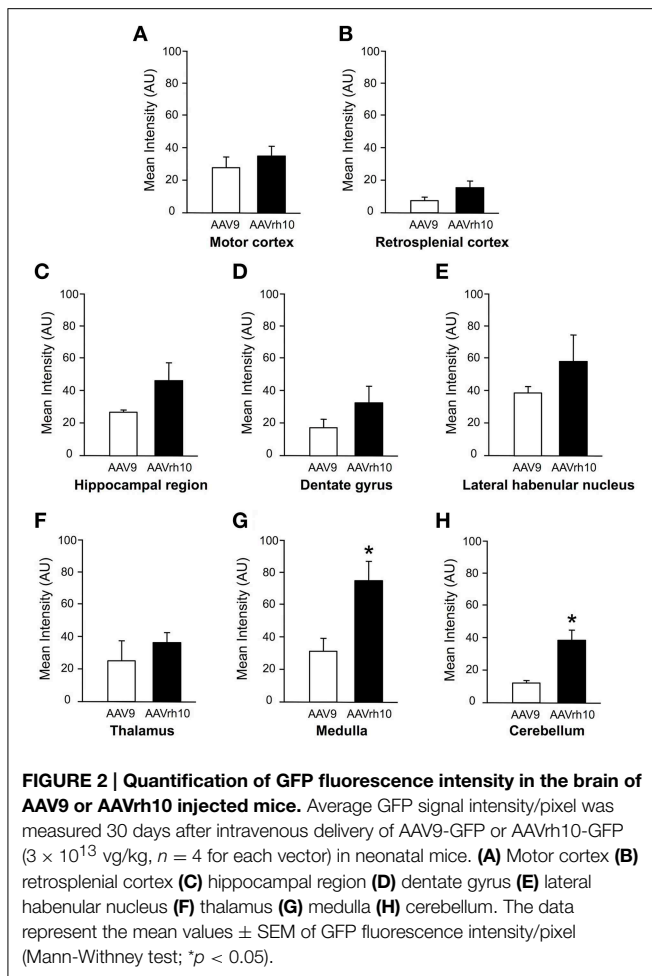 A
B
100
80
60
40
20
0
Mean Intensity (AU)
AAV9 AAVrh10
Motor cortex
100
80
60
40
20
0
Mean Intensity (AU)
AAV9 AAVrh10
Retrosplenial cortex
C
D
E
100
80
60
40
20
0
Mean Intensity (AU)
AAV9 AAVrh10
Hippocampal region
100
80
60
40
20
0
Mean Intensity (AU)
AAV9 AAVrh10
Dentate gyrus
100
80
60
40
20
0
Mean Intensity (AU)
AAV9 AAVrh10
Lateral habenular nucleus
F
G
H
100
80
60
40
20
0
Mean Intensity (AU)
AAV9 AAVrh10
Thalamus
100
80
60
40
20
0
Mean Intensity (AU)
*
AAV9 AAVrh10
Medulla
100
80
60
40
20
0
Mean Intensity (AU)
*
AAV9 AAVrh10
Cerebellum
FIGURE 2 | Quantification of GFP fluorescence intensity in the brain of
AAV9 or AAVrh10 injected mice. Average GFP signal intensity/pixel was
measured 30 days after intravenous delivery of AAV9-GFP or AAVrh10-GFP
(3 × 10¹³ vg/kg, n = 4 for each vector) in neonatal mice. (A) Motor cortex (B)
retrosplenial cortex (C) hippocampal region (D) dentate gyrus (E) lateral
habenular nucleus (F) thalamus (G) medulla (H) cerebellum. The data
represent the mean values ± SEM of GFP fluorescence intensity/pixel
(Mann-Withney test; *p < 0.05).